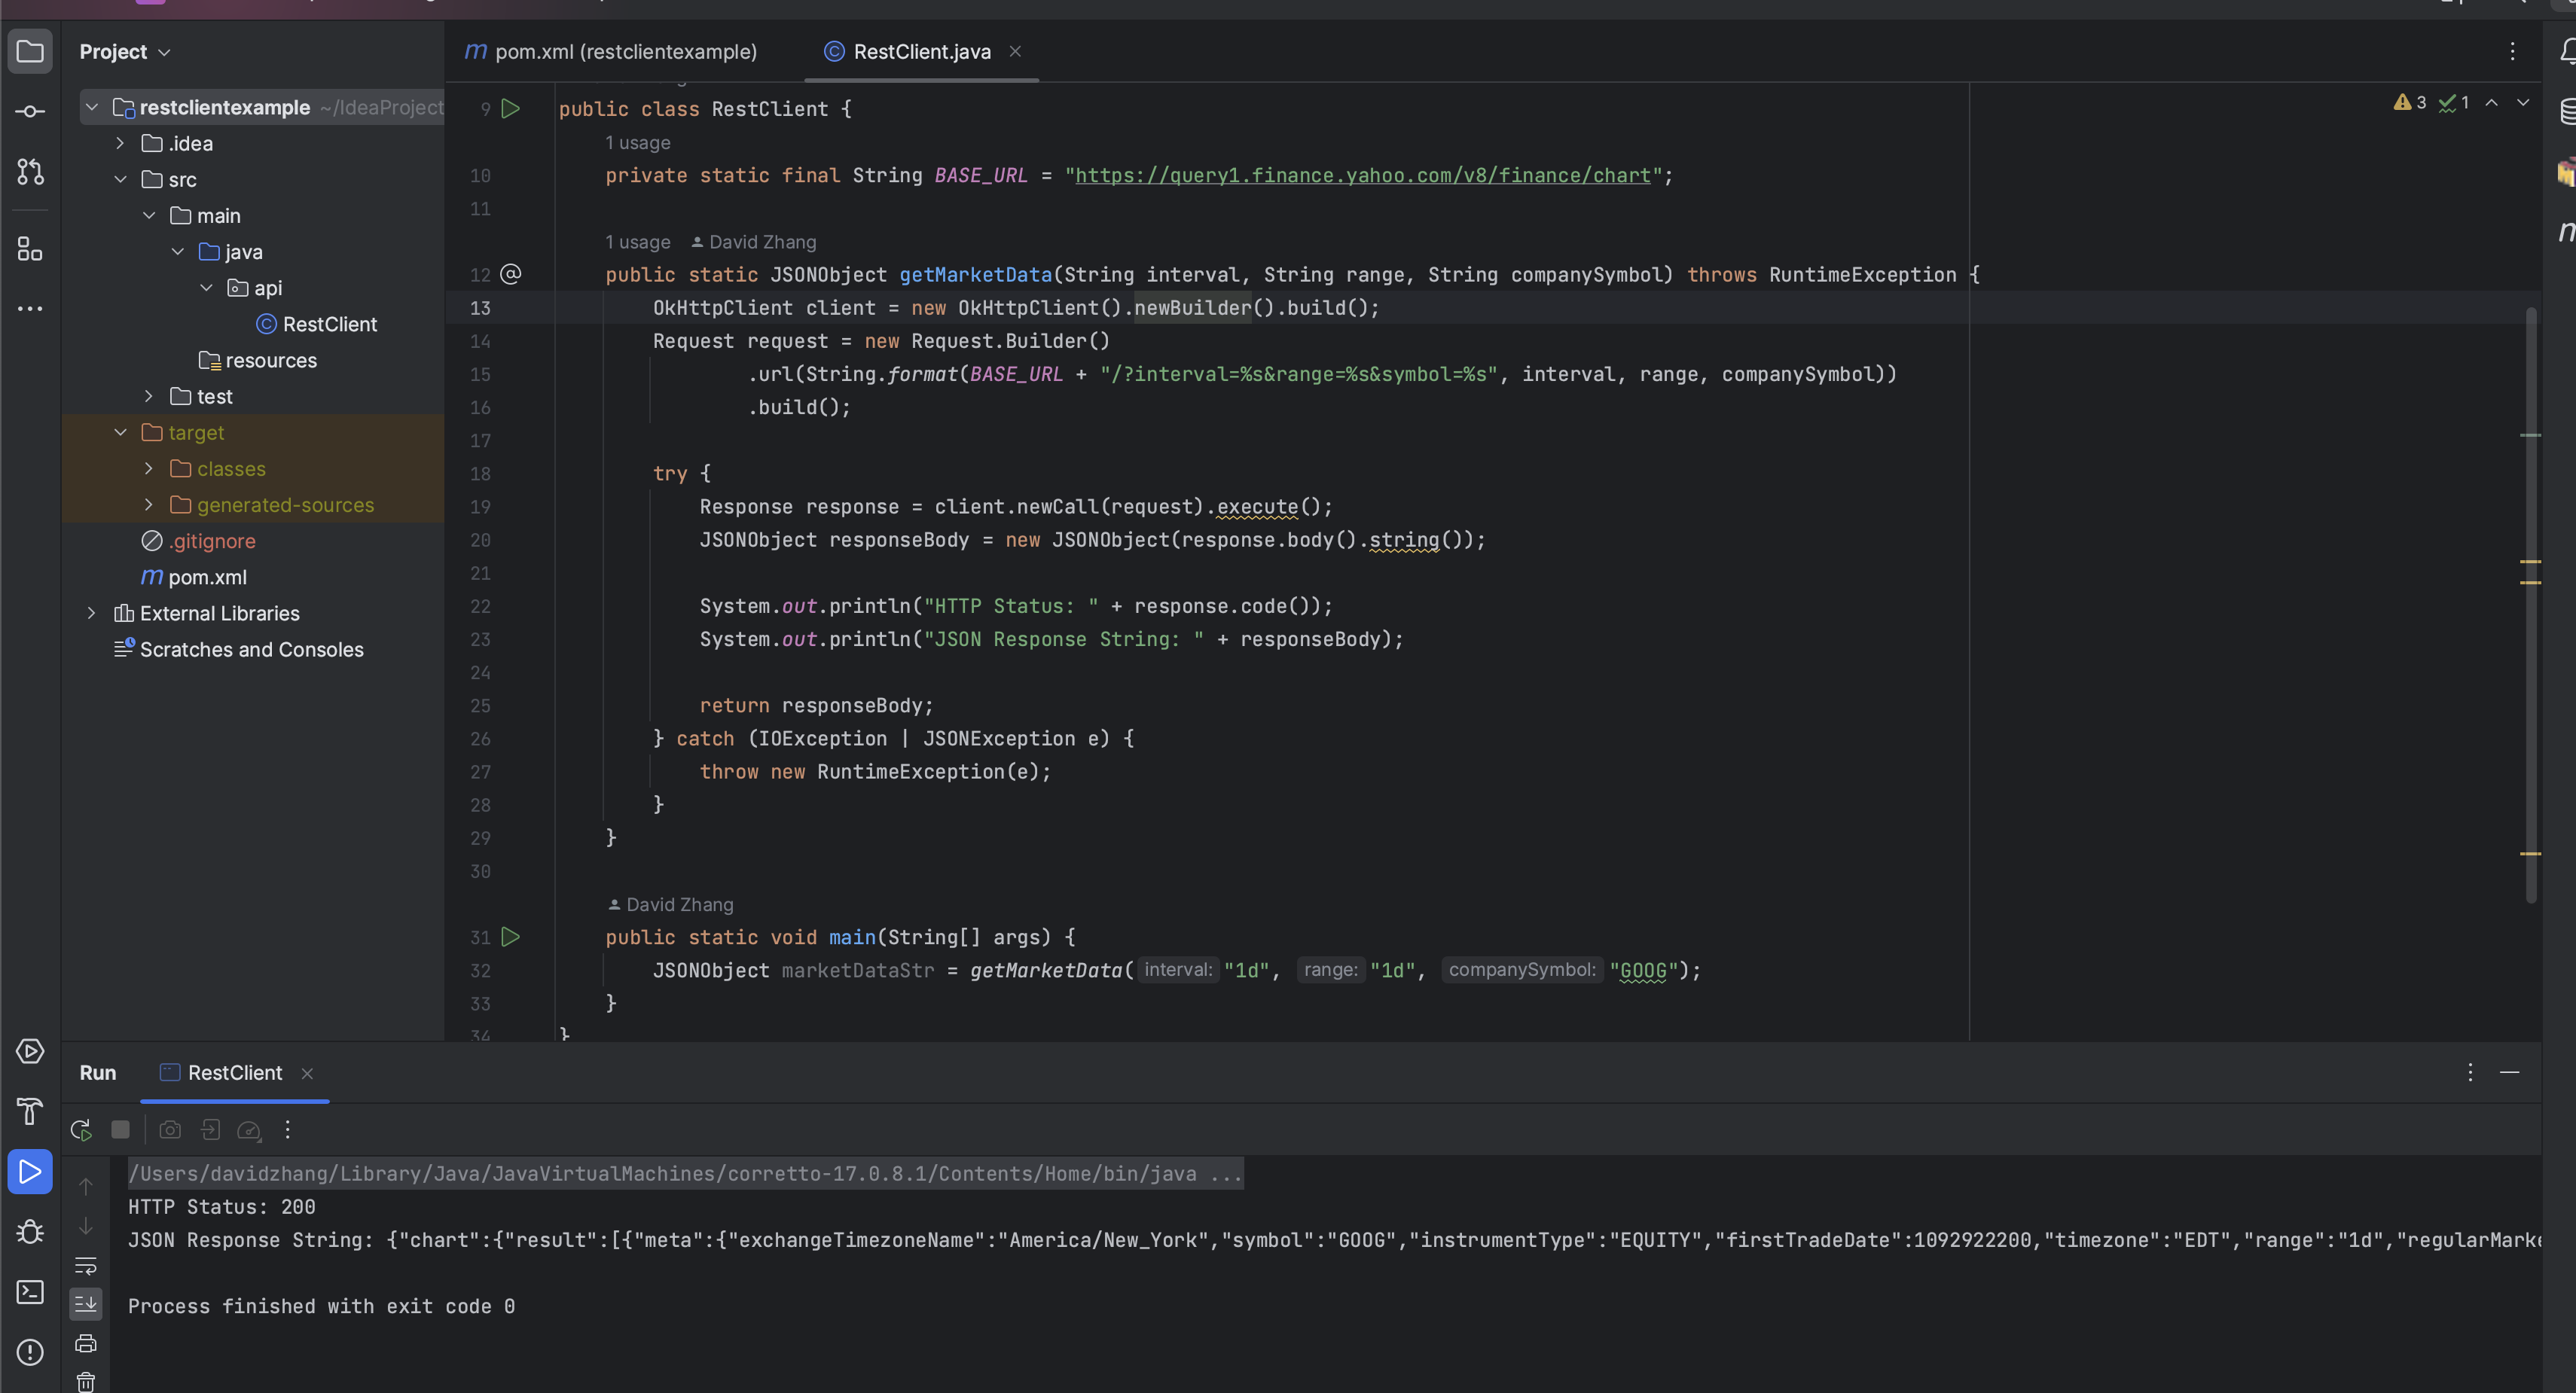 Project
pom.xml (restclientexample)
RestClient.java
restclientexample ~/IdeaProject
.idea
src
main
java
api
RestClient
resources
test
target
classes
generated-sources
.gitignore
pom.xml
External Libraries
Scratches and Consoles
3 1
9 public class RestClient {
1 usage
10 private static final String BASE_URL = "https://query1.finance.yahoo.com/v8/finance/chart";
11
1 usage David Zhang
12 public static JSONObject getMarketData(String interval, String range, String companySymbol) throws RuntimeException {
13 OkHttpClient client = new OkHttpClient().newBuilder().build();
14 Request request = new Request.Builder()
15 .url(String.format(BASE_URL + "/?interval=%s&range=%s&symbol=%s", interval, range, companySymbol))
16 .build();
17
18 try {
19 Response response = client.newCall(request).execute();
20 JSONObject responseBody = new JSONObject(response.body().string());
21
22 System.out.println("HTTP Status: " + response.code());
23 System.out.println("JSON Response String: " + responseBody);
24
25 return responseBody;
26 } catch (IOException | JSONException e) {
27 throw new RuntimeException(e);
28 }
29 }
30
David Zhang
31 public static void main(String[] args) {
32 JSONObject marketDataStr = getMarketData( interval: "1d", range: "1d", companySymbol: "GOOG");
33 }
34 }
Run RestClient
/Users/davidzhang/Library/Java/JavaVirtualMachines/corretto-17.0.8.1/Contents/Home/bin/java ...
HTTP Status: 200
JSON Response String: {"chart":{"result":[{"meta":{"exchangeTimezoneName":"America/New_York","symbol":"GOOG","instrumentType":"EQUITY","firstTradeDate":1092922200,"timezone":"EDT","range":"1d","regularMarke
Process finished with exit code 0